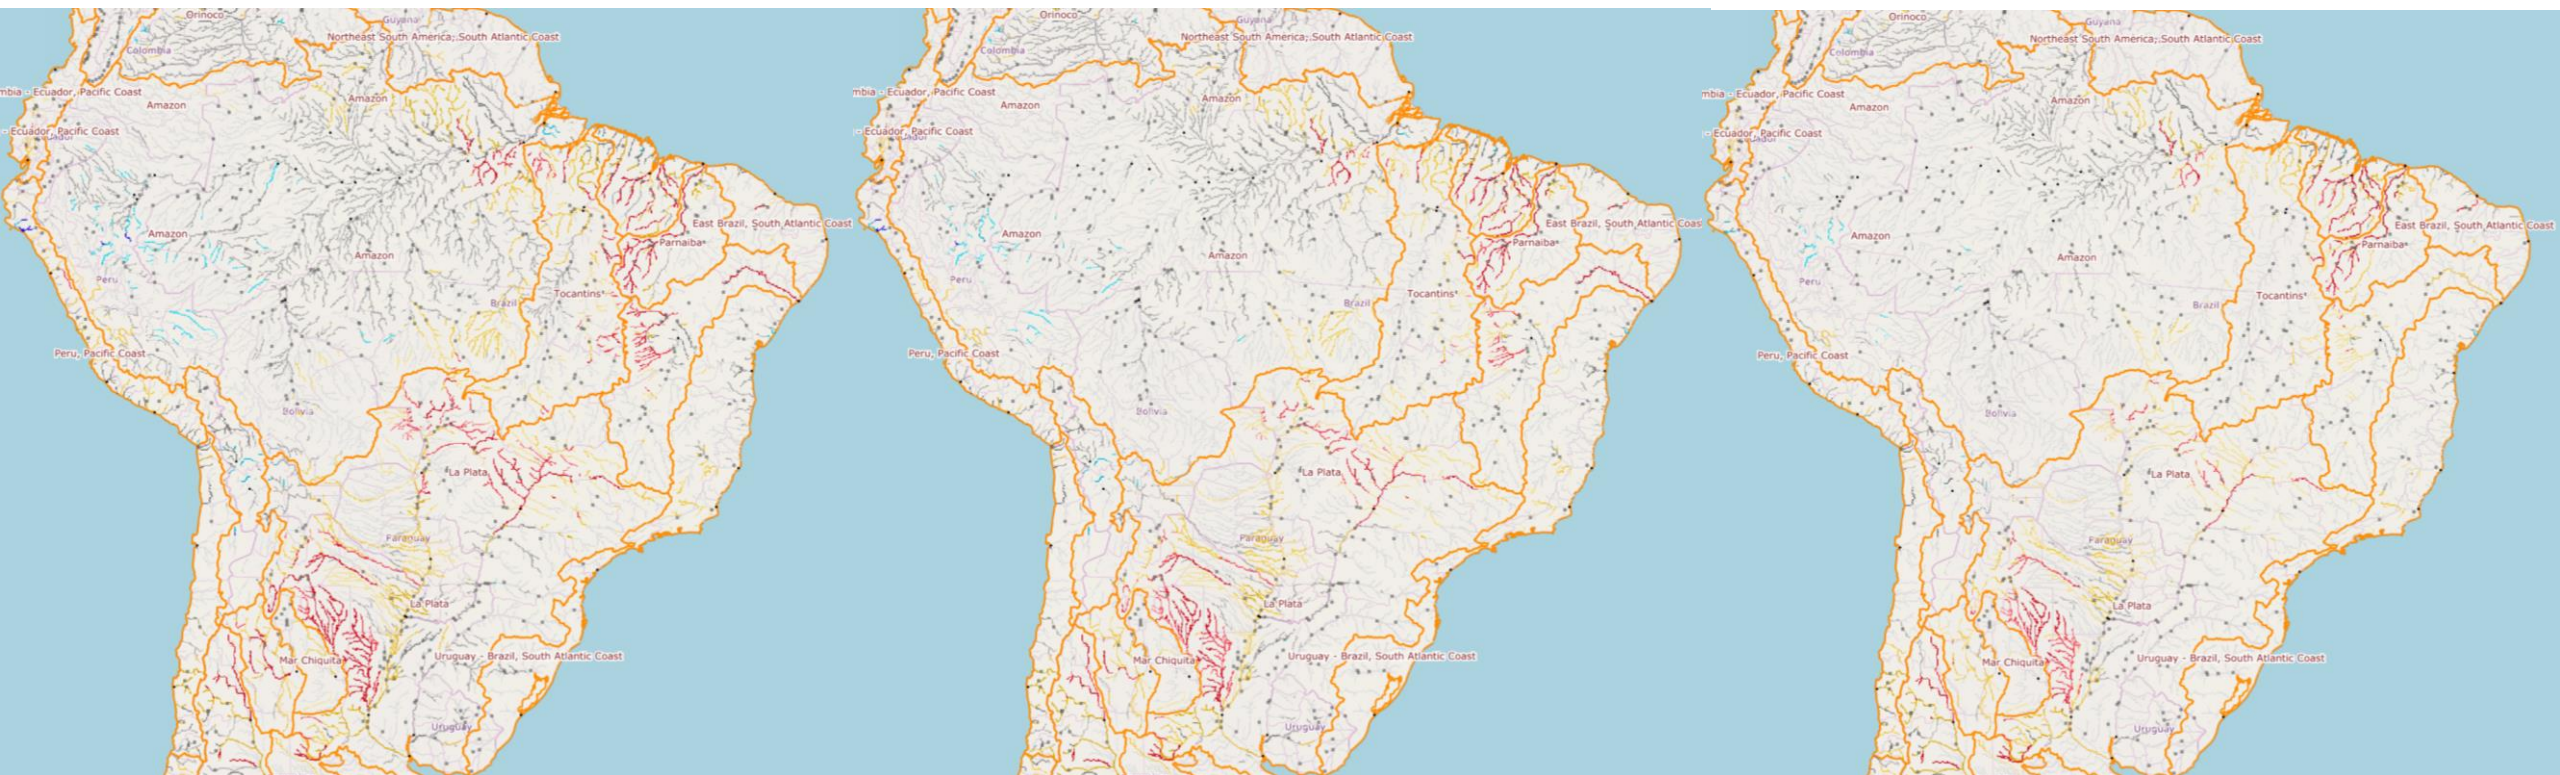 Orinoco
Guyana
Northeast South America, South Atlantic Coast
Colombia
mbia - Ecuador, Pacific Coast
Amazon
Amazon
- Ecuador, Pacific Coast
East Brazil, South Atlantic Coast
Amazon
Parnaiba
Amazon
Peru
Tocantins
Brazil
Peru, Pacific Coast
Bolivia
La Plata
Paraguay
La Plata
Mar Chiquita
Uruguay - Brazil, South Atlantic Coast
Uruguay
Orinoco
Guyana
Northeast South America, South Atlantic Coast
Colombia
mbia - Ecuador, Pacific Coast
Amazon
Amazon
- Ecuador, Pacific Coast
East Brazil, South Atlantic Coas
Amazon
Parnaiba
Amazon
Peru
Tocantins
Brazil
Peru, Pacific Coast
Bolivia
La Plata
Paraguay
La Plata
Mar Chiquita
Uruguay - Brazil, South Atlantic Coast
Uruguay
Orinoco
Guyana
Northeast South America, South Atlantic Coast
Colombia
mbia - Ecuador, Pacific Coast
Amazon
Amazon
- Ecuador, Pacific Coast
East Brazil, South Atlantic Coast
Amazon
Parnaiba
Amazon
Peru
Tocantins
Brazil
Peru, Pacific Coast
Bolivia
La Plata
Paraguay
La Plata
Mar Chiquita
Uruguay - Brazil, South Atlantic Coast
Uruguay